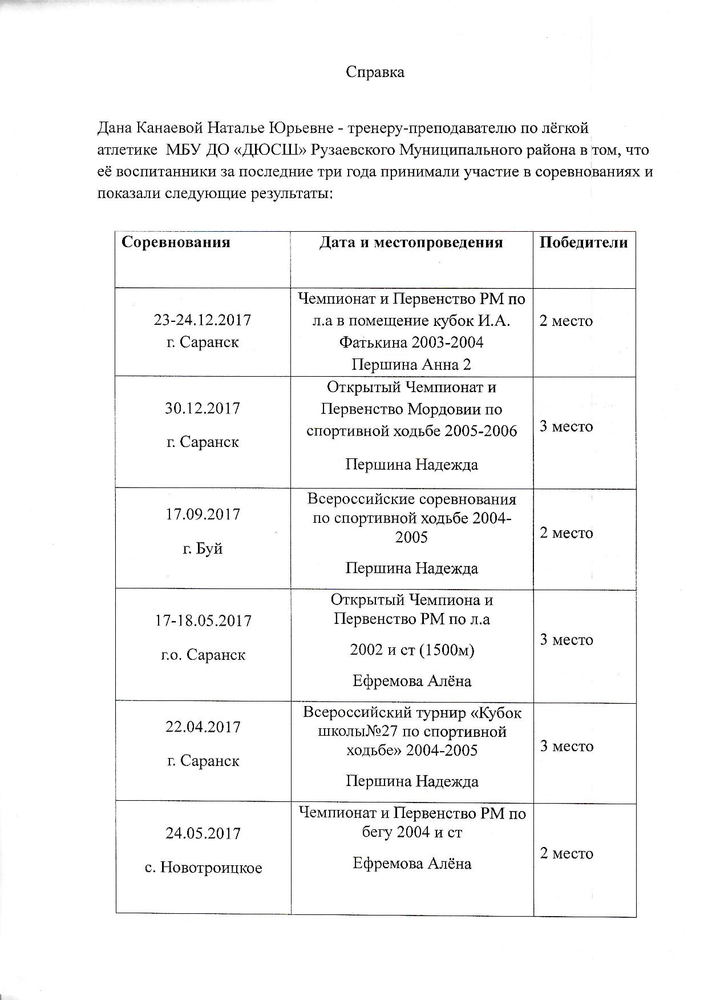 Справка
Дана Канаевой Наталье Юрьевне - тренеру-преподавателю по лёгкой
атлетике МБУ ДО «ДЮСШ» Рузаевского Муниципального района в том, что
её воспитанники за последние три года принимали участие в соревнованиях и
показали следующие результаты:
Соревнования
Дата и местопроведения
Победители
23-24.12.2017
г. Саранск
Чемпионат и Первенство РМ по
л.а в помещение кубок И.А.
Фатькина 2003-2004
Першина Анна 2
2 место
30.12.2017
г. Саранск
Открытый Чемпионат и
Первенство Мордовии по
спортивной ходьбе 2005-2006
Першина Надежда
3 место
17.09.2017
г. Буй
Всероссийские соревнования
по спортивной ходьбе 2004-
2005
Першина Надежда
2 место
17-18.05.2017
г.о. Саранск
Открытый Чемпиона и
Первенство РМ по л.а
2002 и ст (1500м)
Ефремова Алёна
3 место
22.04.2017
г. Саранск
Всероссийский турнир «Кубок
школы№27 по спортивной
ходьбе» 2004-2005
Першина Надежда
3 место
24.05.2017
с. Новотроицкое
Чемпионат и Первенство РМ по
бегу 2004 и ст
Ефремова Алёна
2 место